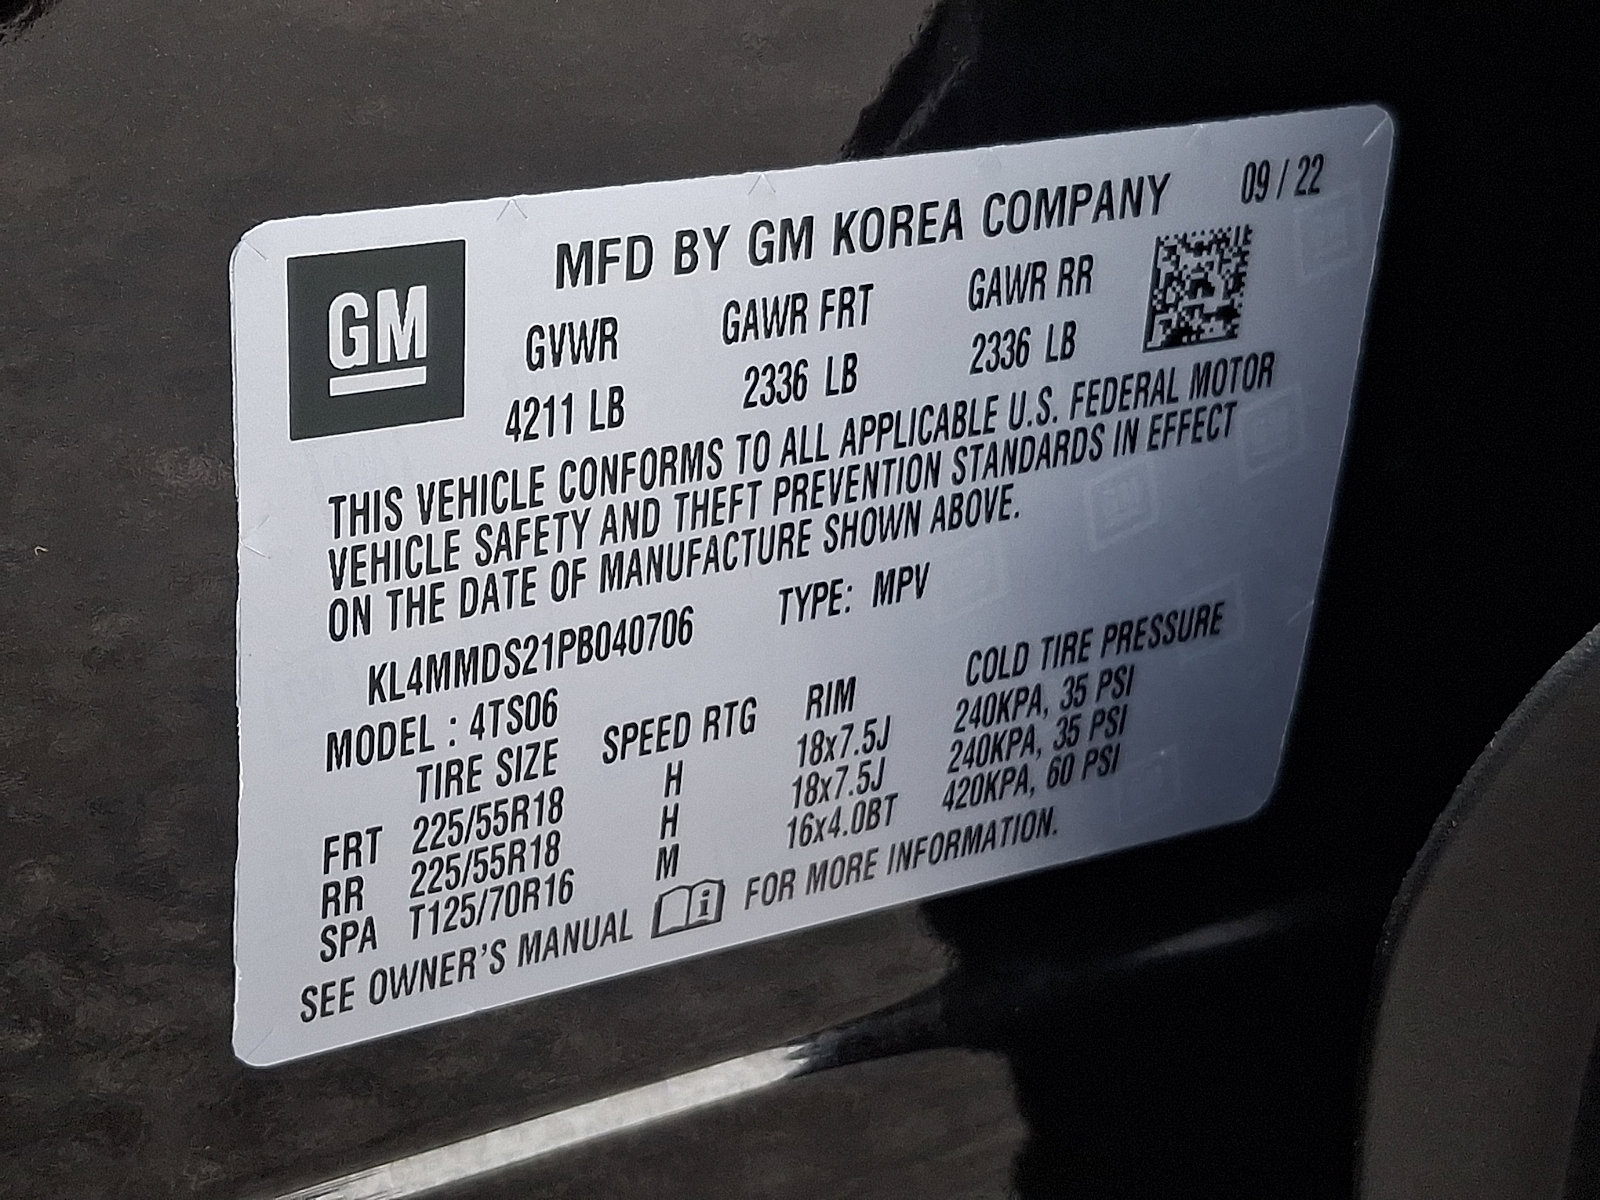 MFD BY GM KOREA COMPANY 09 / 22
GM
GVWR GAWR FRT GAWR RR
4211 LB 2336 LB 2336 LB
THIS VEHICLE CONFORMS TO ALL APPLICABLE U.S. FEDERAL MOTOR
VEHICLE SAFETY AND THEFT PREVENTION STANDARDS IN EFFECT
ON THE DATE OF MANUFACTURE SHOWN ABOVE.
KL4MMDS21PB040706 TYPE: MPV
MODEL : 4TS06
TIRE SIZE SPEED RTG RIM COLD TIRE PRESSURE
FRT 225/55R18 H 18x7.5J 240KPA, 35 PSI
RR 225/55R18 H 18x7.5J 240KPA, 35 PSI
SPA T125/70R16 M 16x4.0BT 420KPA, 60 PSI
SEE OWNER'S MANUAL i FOR MORE INFORMATION.